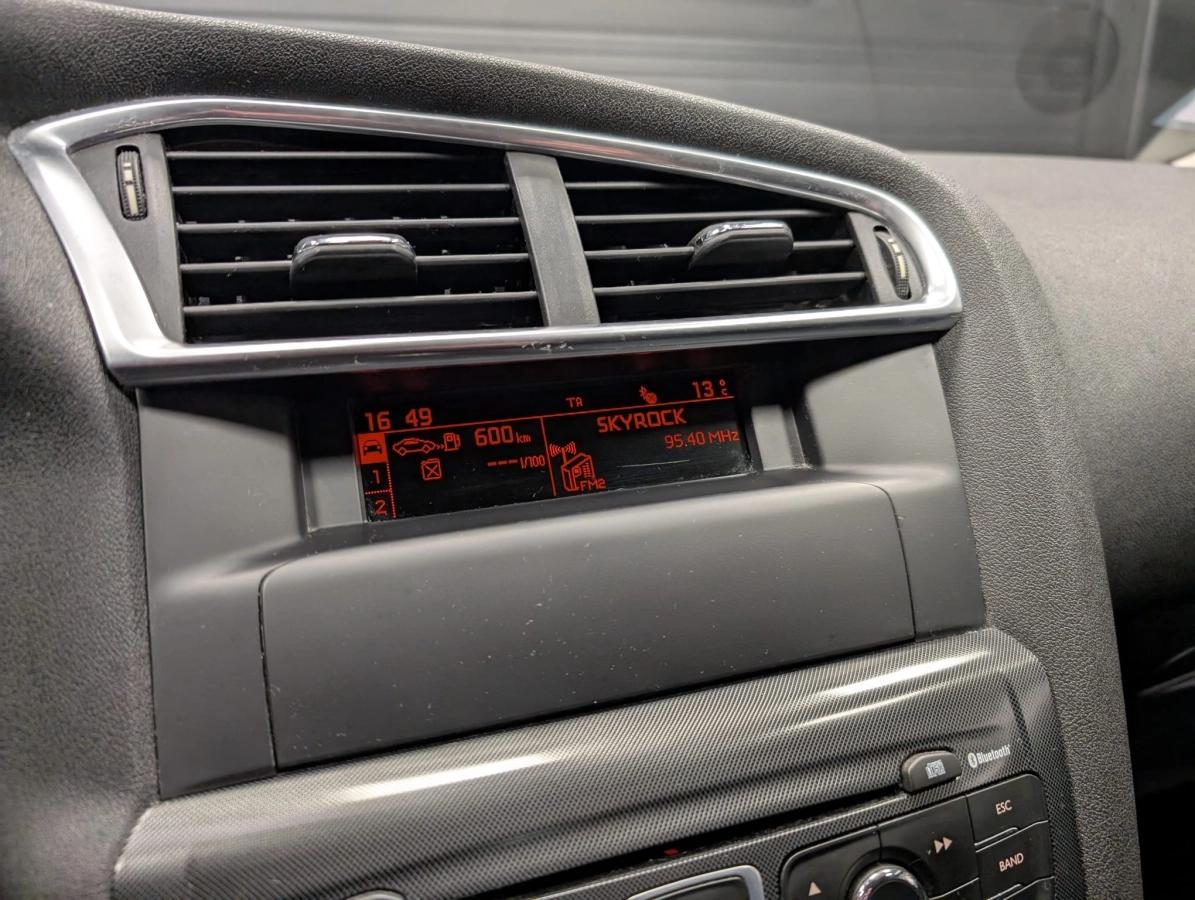 16 49
TA
13 °C
600 km
--- l/100
1
2
SKYROCK
95.40 MHz
FM2
Bluetooth
ESC
BAND